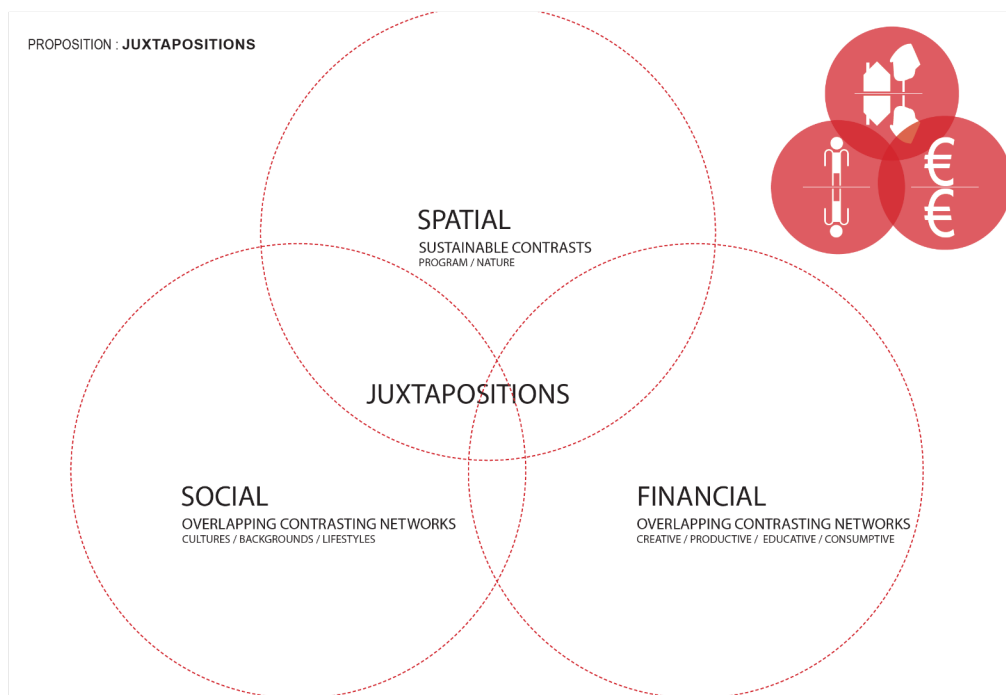 PROPOSITION : JUXTAPOSITIONS
€
€
SPATIAL
SUSTAINABLE CONTRASTS
PROGRAM / NATURE
JUXTAPOSITIONS
SOCIAL
OVERLAPPING CONTRASTING NETWORKS
CULTURES / BACKGROUNDS / LIFESTYLES
FINANCIAL
OVERLAPPING CONTRASTING NETWORKS
CREATIVE / PRODUCTIVE / EDUCATIVE / CONSUMPTIVE